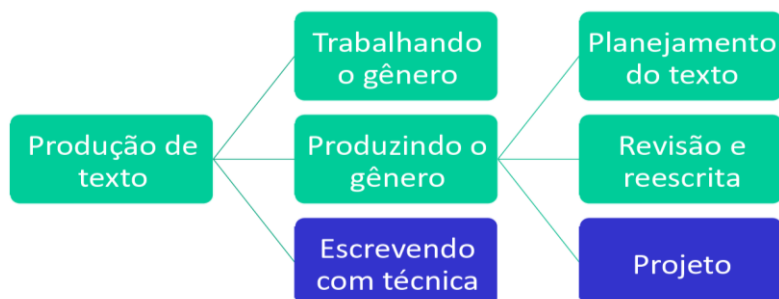 Produção de
texto
Trabalhando
o gênero
Produzindo o
gênero
Escrevendo
com técnica
Planejamento
do texto
Revisão e
reescrita
Projeto